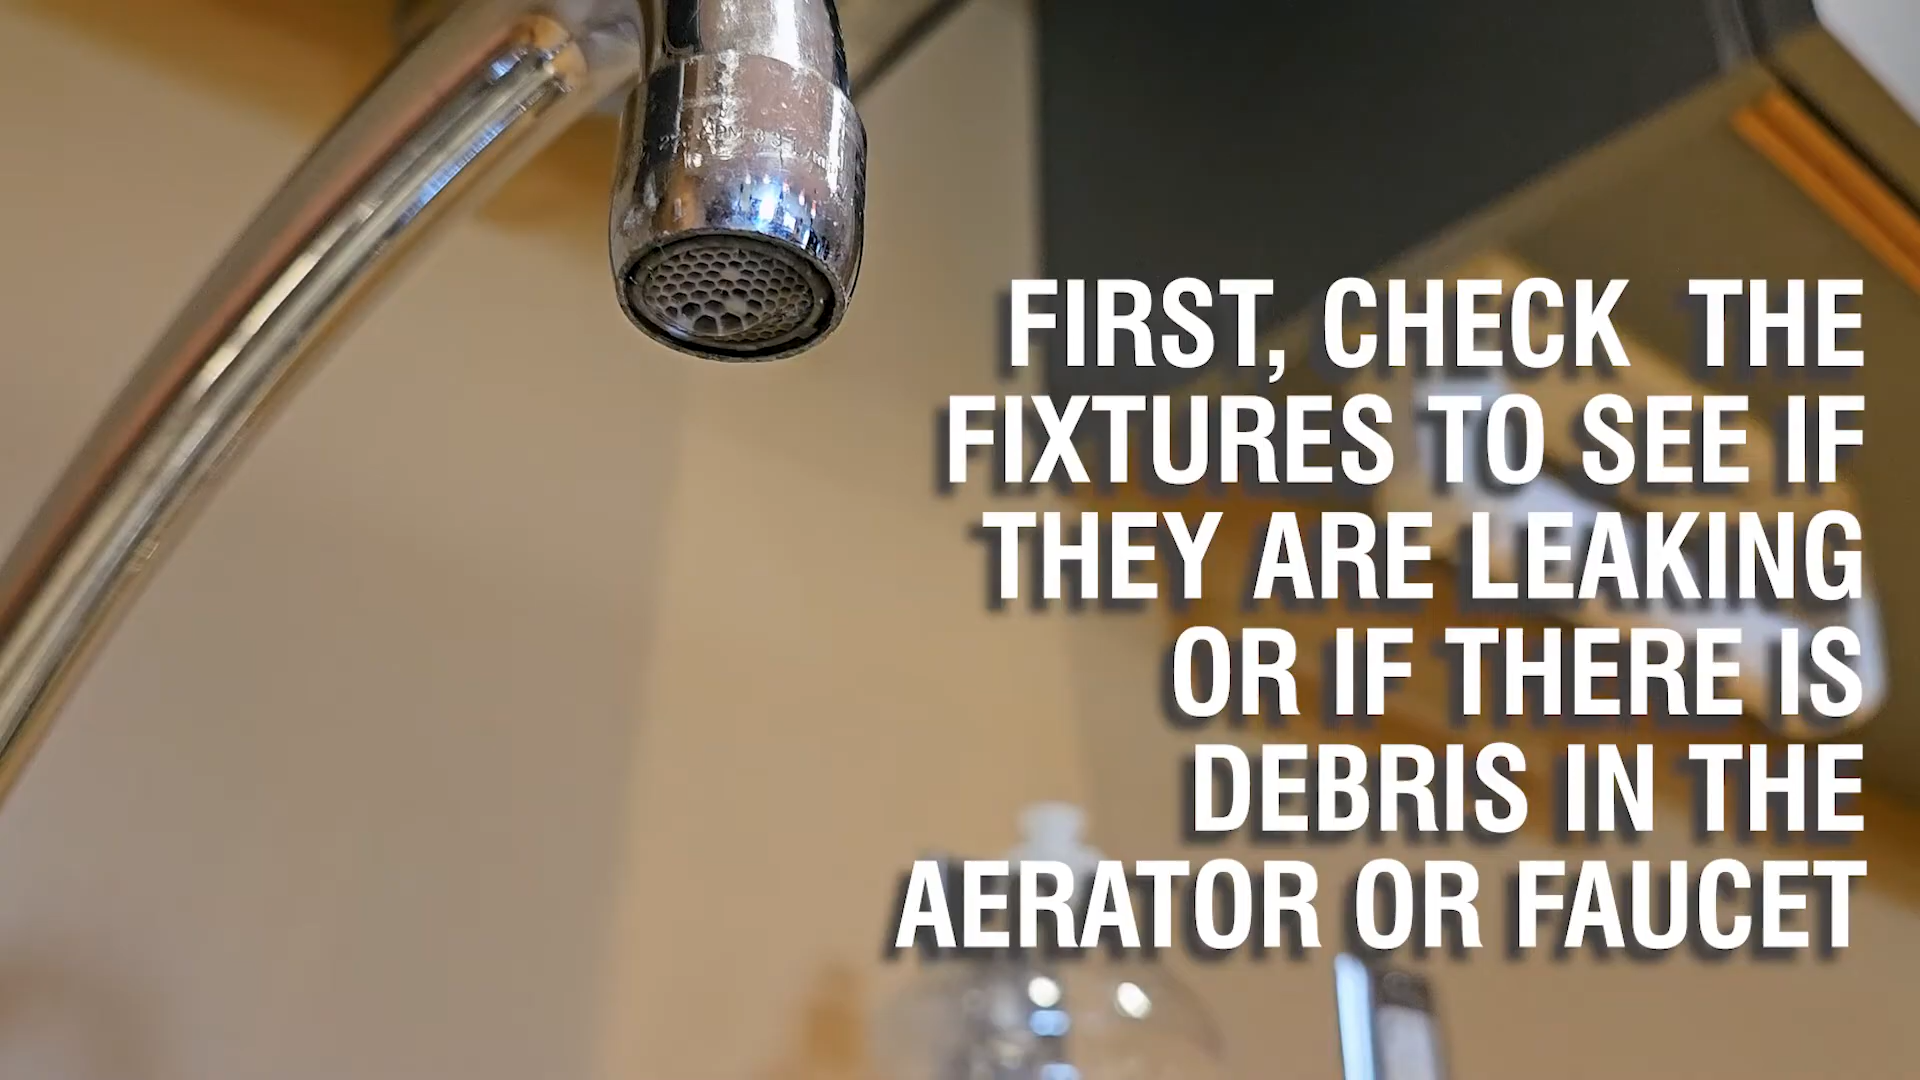 FIRST, CHECK  THE
FIXTURES TO SEE IF
THEY ARE LEAKING
OR IF THERE IS
DEBRIS IN THE
AERATOR OR FAUCET